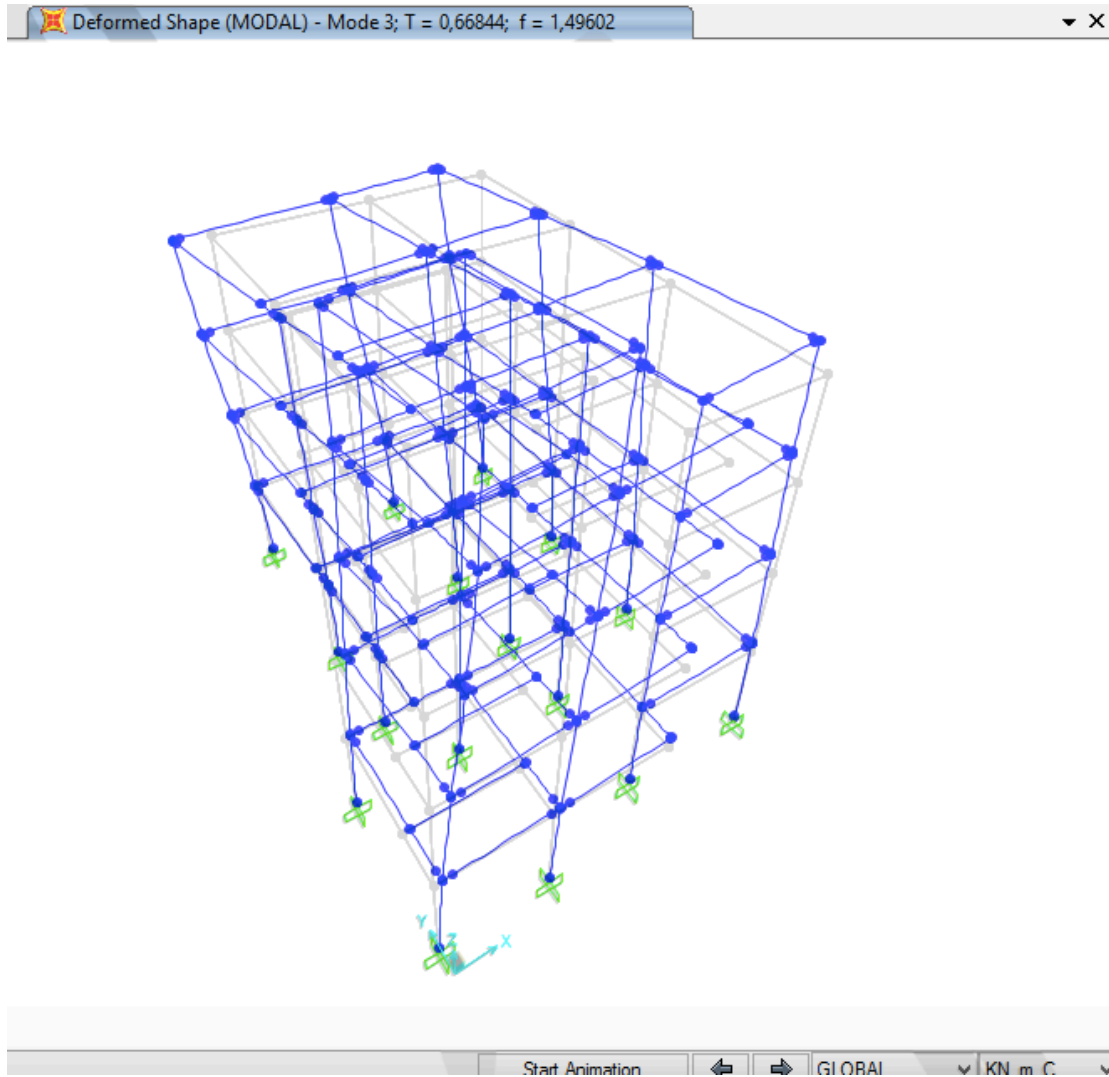 Deformed Shape (MODAL) - Mode 3; T = 0,66844; f = 1,49602
Y
Z
X
Start Animation
GLOBAL
KN, m, C